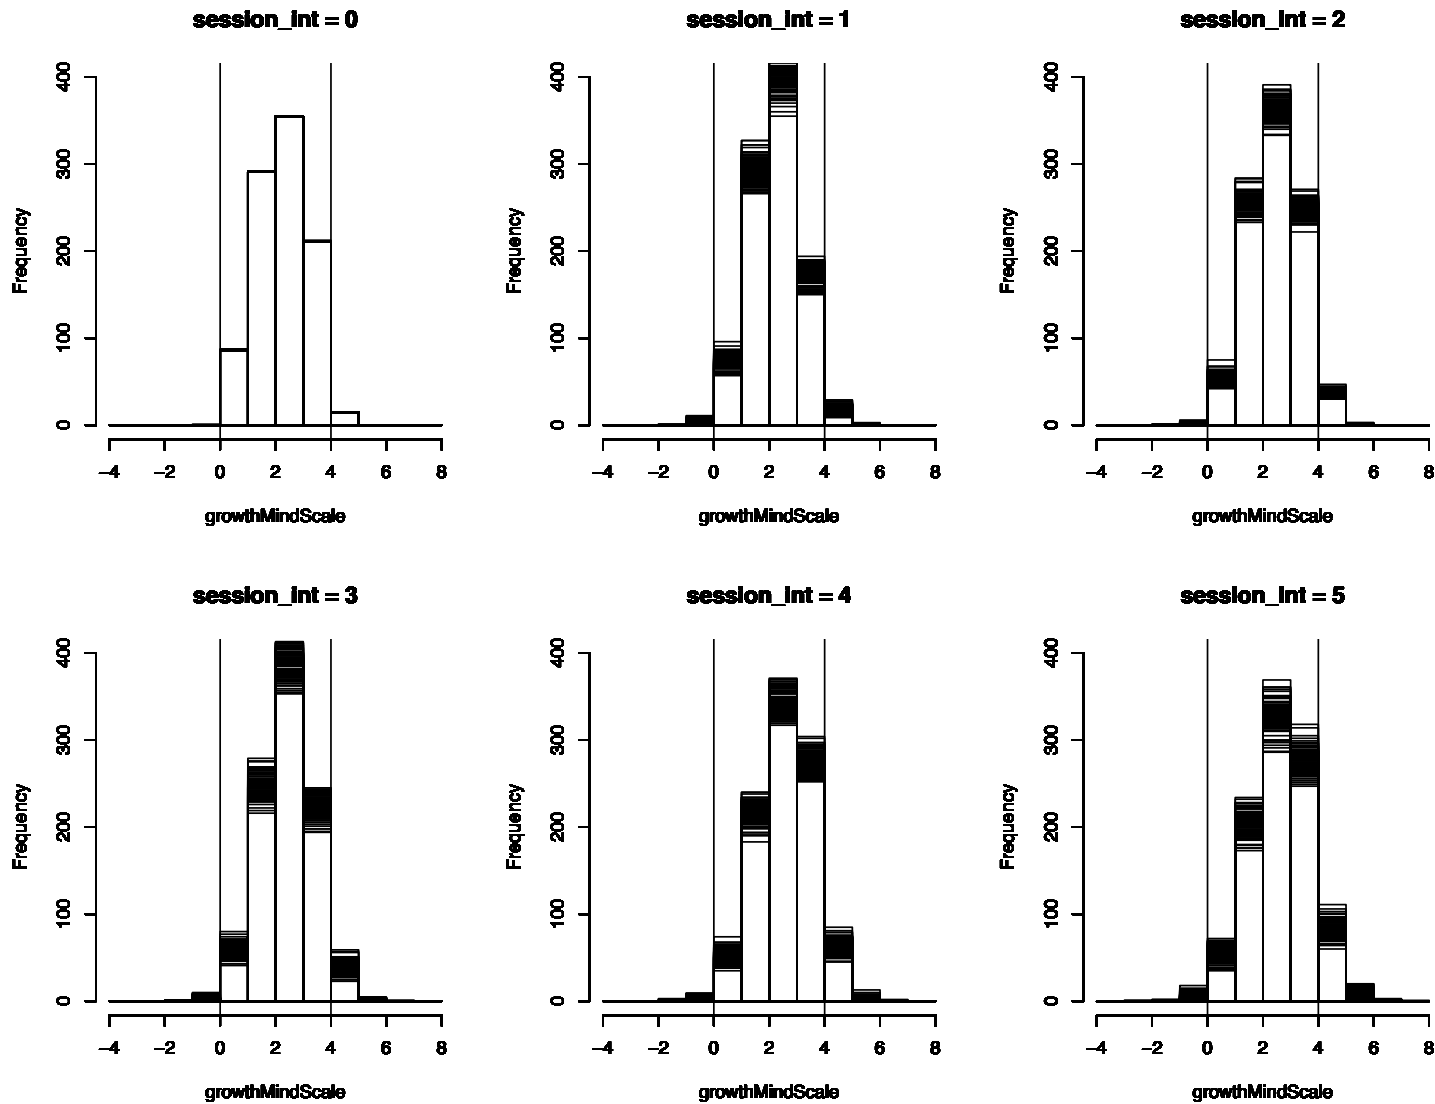 session_int = 0
400
300
200
100
0
Frequency
−4 −2 0 2 4 6 8
growthMindScale
session_int = 1
400
300
200
100
0
Frequency
−4 −2 0 2 4 6 8
growthMindScale
session_int = 2
400
300
200
100
0
Frequency
−4 −2 0 2 4 6 8
growthMindScale
session_int = 3
400
300
200
100
0
Frequency
−4 −2 0 2 4 6 8
growthMindScale
session_int = 4
400
300
200
100
0
Frequency
−4 −2 0 2 4 6 8
growthMindScale
session_int = 5
400
300
200
100
0
Frequency
−4 −2 0 2 4 6 8
growthMindScale